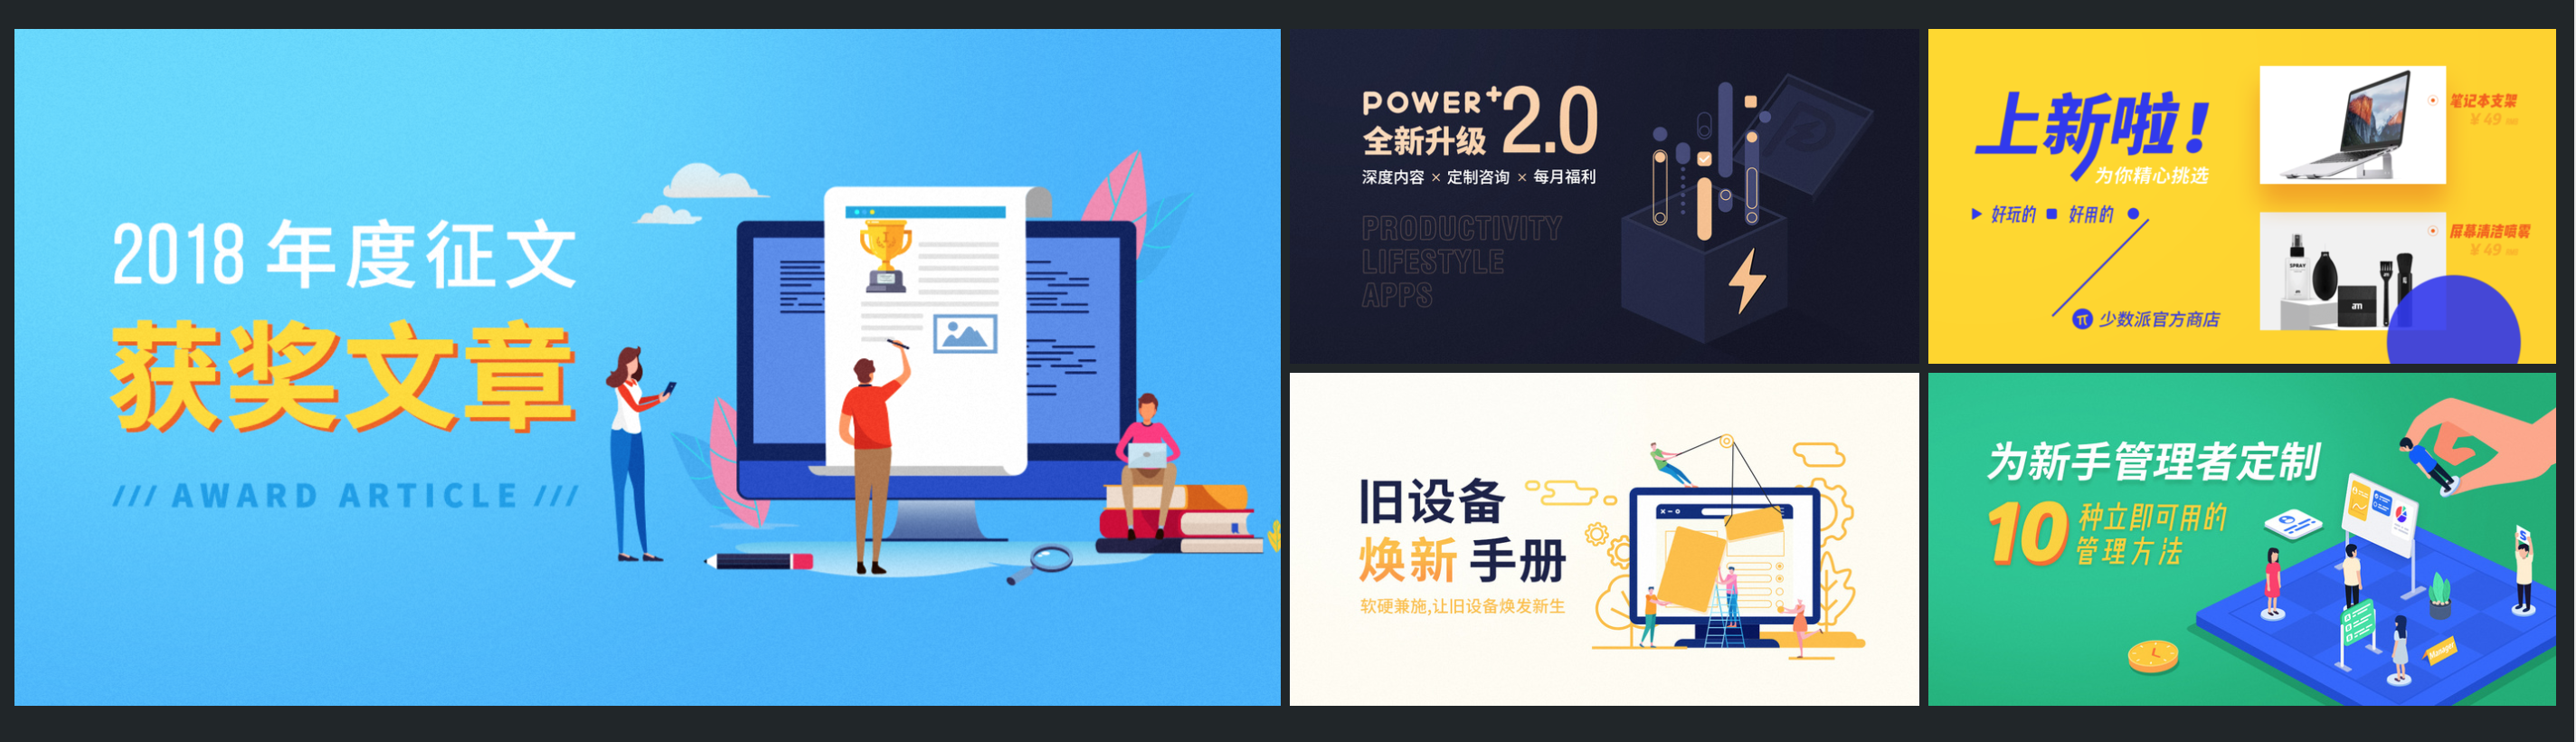 2018 年度征文
获奖文章
/// AWARD ARTICLE ///
POWER+ 2.0
全新升级
深度内容 × 定制咨询 × 每月福利
PRODUCTIVITY
LIFESTYLE
APPS
上新啦!
为你精心挑选
好玩的 好用的
少数派官方商店
笔记本支架
¥ 49
屏幕清洁喷雾
¥ 49
SPRAY
旧设备
焕新 手册
软硬兼施,让旧设备焕发新生
为新手管理者定制
10 种立即可用的
管理方法
Manager